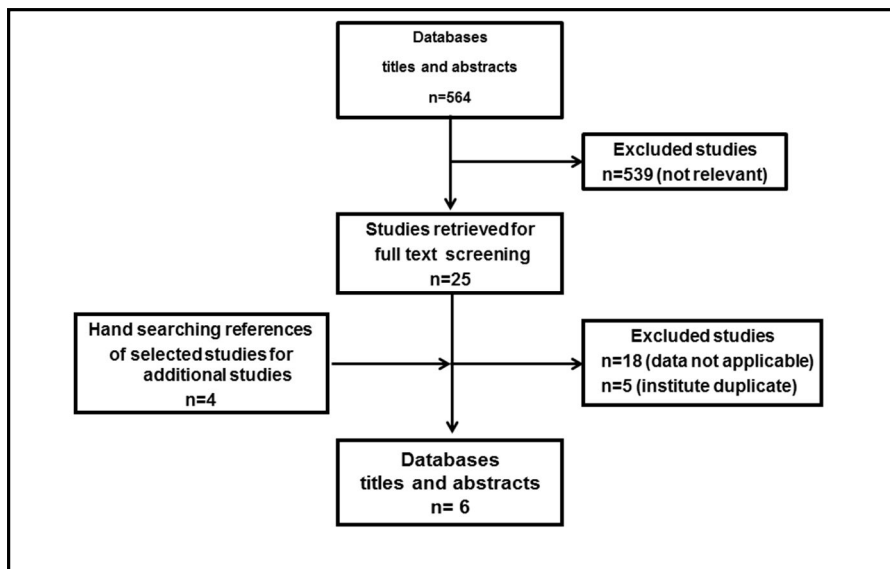 Databases
titles and abstracts
n=564
Excluded studies
n=539 (not relevant)
Studies retrieved for
full text screening
n=25
Hand searching references
of selected studies for
additional studies
n=4
Excluded studies
n=18 (data not applicable)
n=5 (institute duplicate)
Databases
titles and abstracts
n= 6